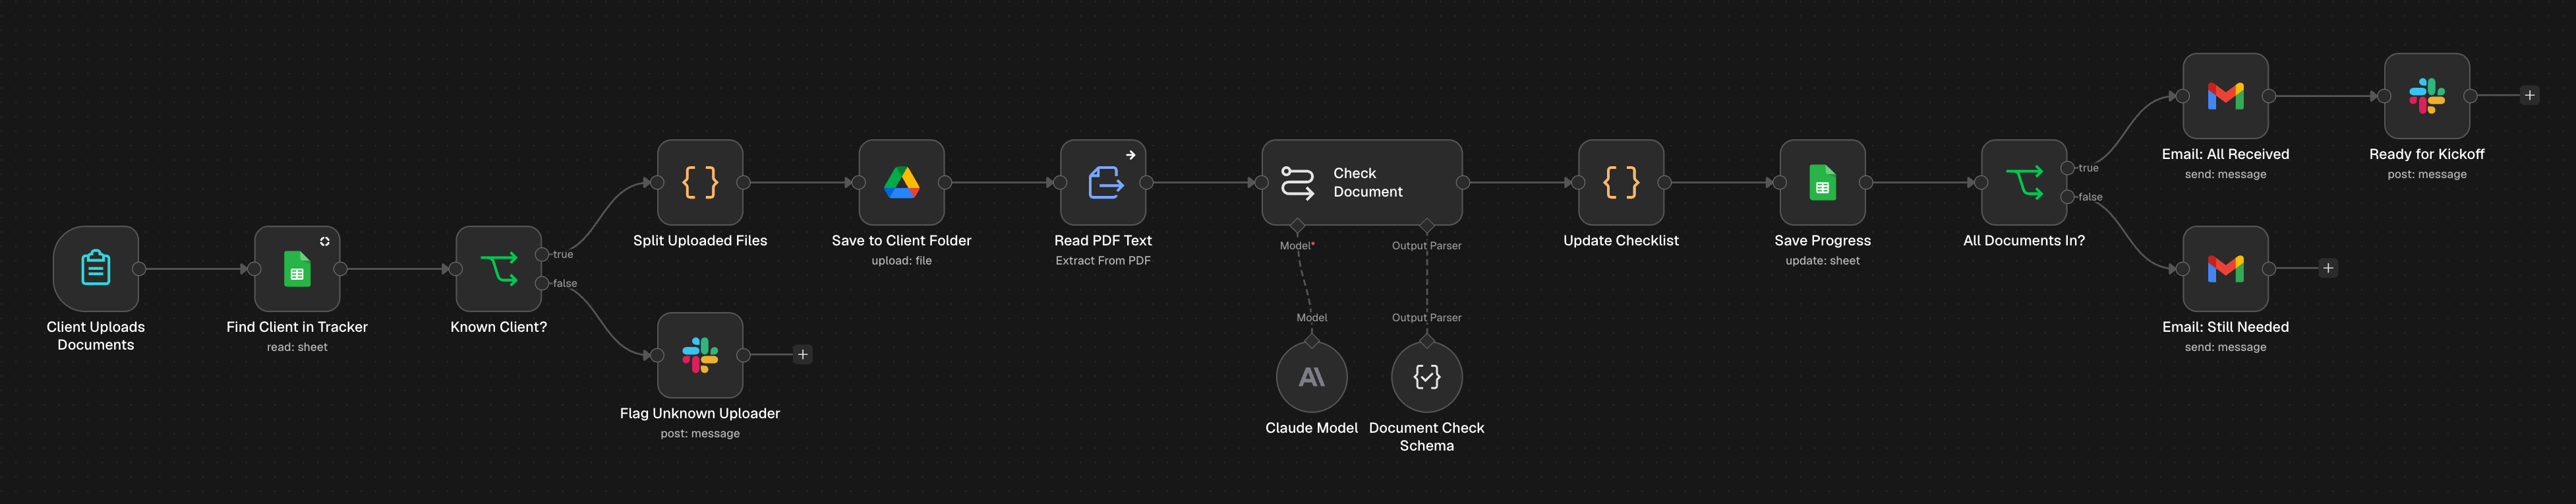 Client Uploads
Documents
Find Client in Tracker
read: sheet
Known Client?
true
false
Split Uploaded Files
Flag Unknown Uploader
post: message
Save to Client Folder
upload: file
Read PDF Text
Extract From PDF
Check
Document
Model*
Output Parser
Model
Output Parser
Claude Model
Document Check
Schema
Update Checklist
Save Progress
update: sheet
All Documents In?
true
false
Email: All Received
send: message
Ready for Kickoff
post: message
Email: Still Needed
send: message